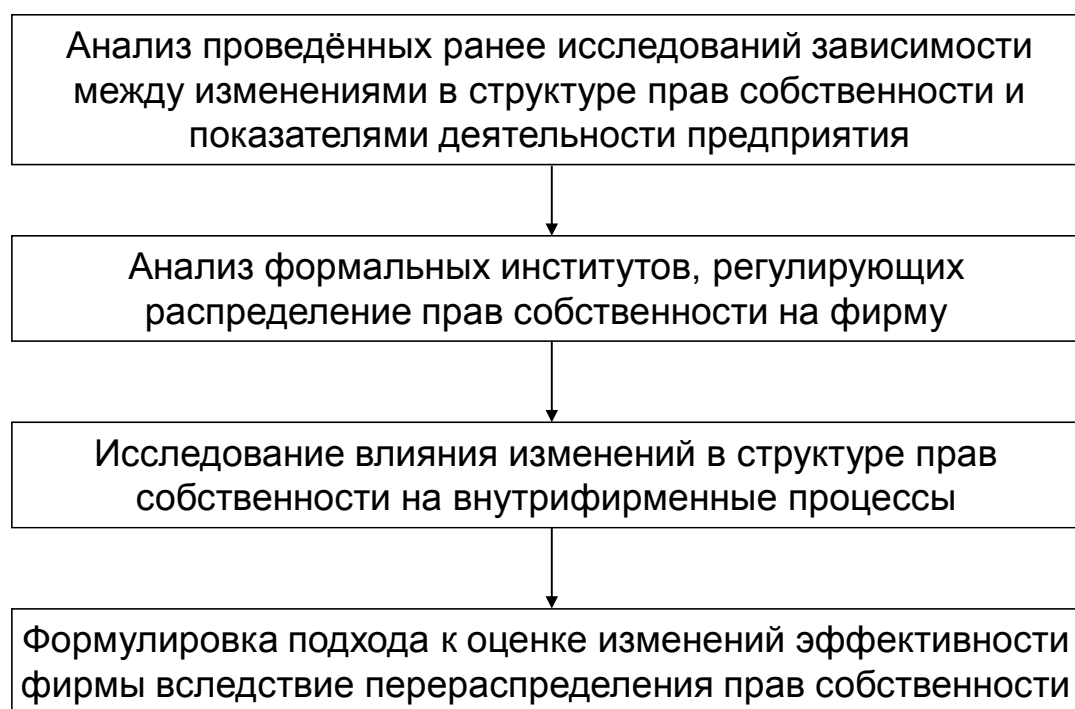 Анализ проведённых ранее исследований зависимости
между изменениями в структуре прав собственности и
показателями деятельности предприятия
Анализ формальных институтов, регулирующих
распределение прав собственности на фирму
Исследование влияния изменений в структуре прав
собственности на внутрифирменные процессы
Формулировка подхода к оценке изменений эффективности
фирмы вследствие перераспределения прав собственности